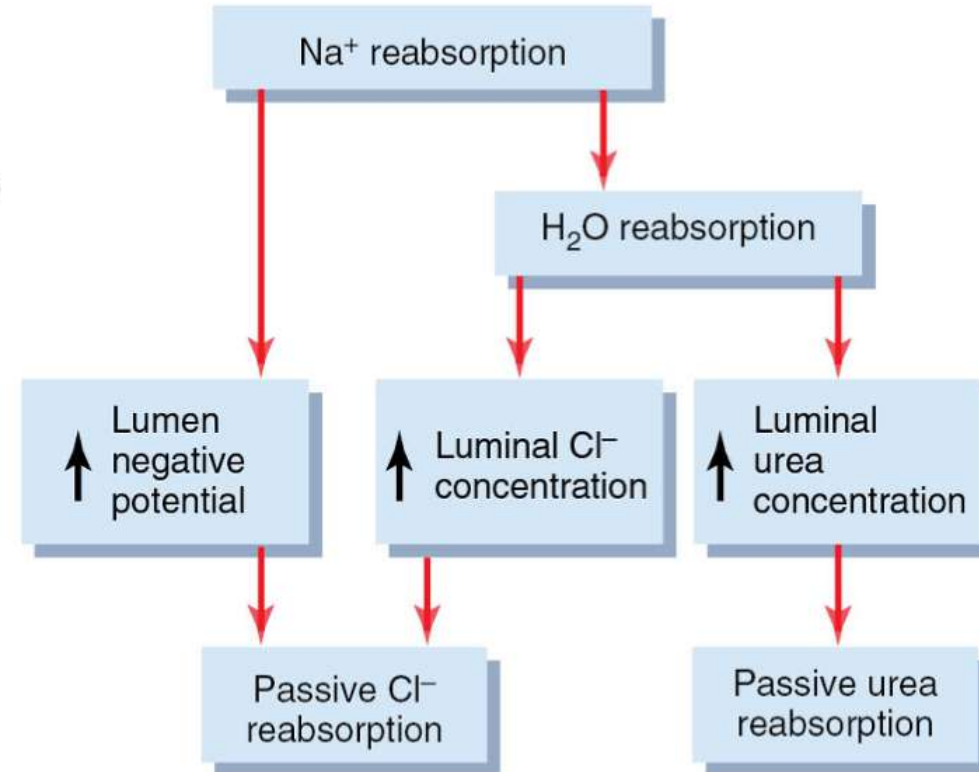 Na⁺ reabsorption
H₂O reabsorption
Lumen
negative
potential
Luminal Cl⁻
concentration
Luminal
urea
concentration
Passive Cl⁻
reabsorption
Passive urea
reabsorption